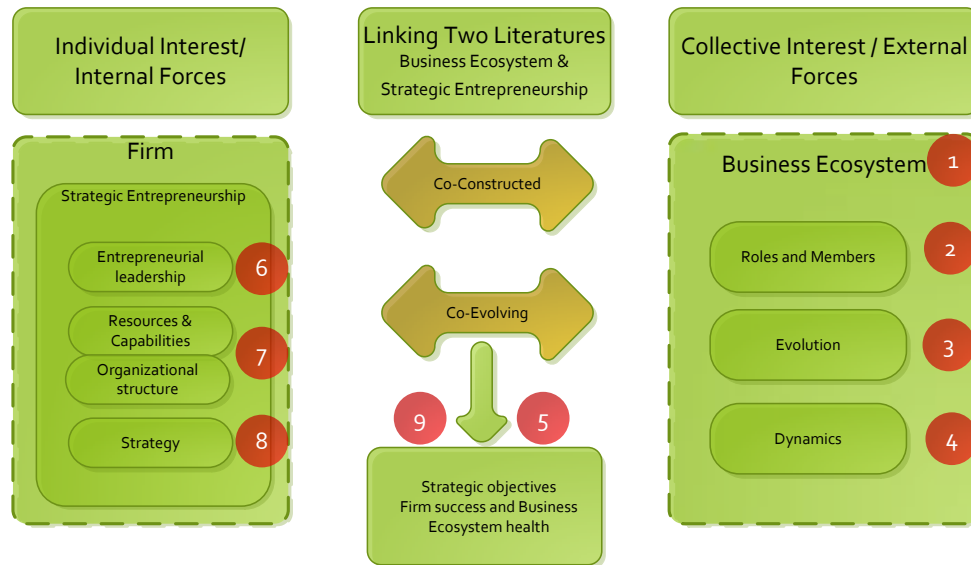 Individual Interest/
Internal Forces
Linking Two Literatures
Business Ecosystem &
Strategic Entrepreneurship
Collective Interest / External
Forces
Firm
Strategic Entrepreneurship
Entrepreneurial
leadership
6
Resources &
Capabilities
7
Organizational
structure
Strategy
8
Co-Constructed
Co-Evolving
9
5
Strategic objectives
Firm success and Business
Ecosystem health
Business Ecosystem
1
Roles and Members
2
Evolution
3
Dynamics
4